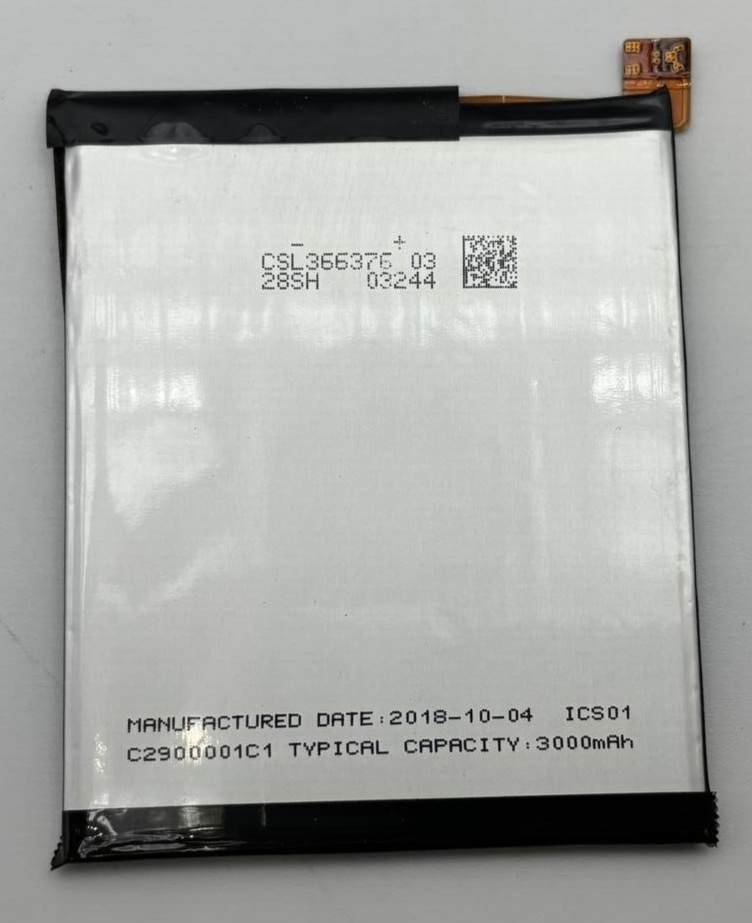 - +
CSL366376 03
28SH 03244
MANUFACTURED DATE:2018-10-04 ICS01
C2900001C1 TYPICAL CAPACITY:3000mAh